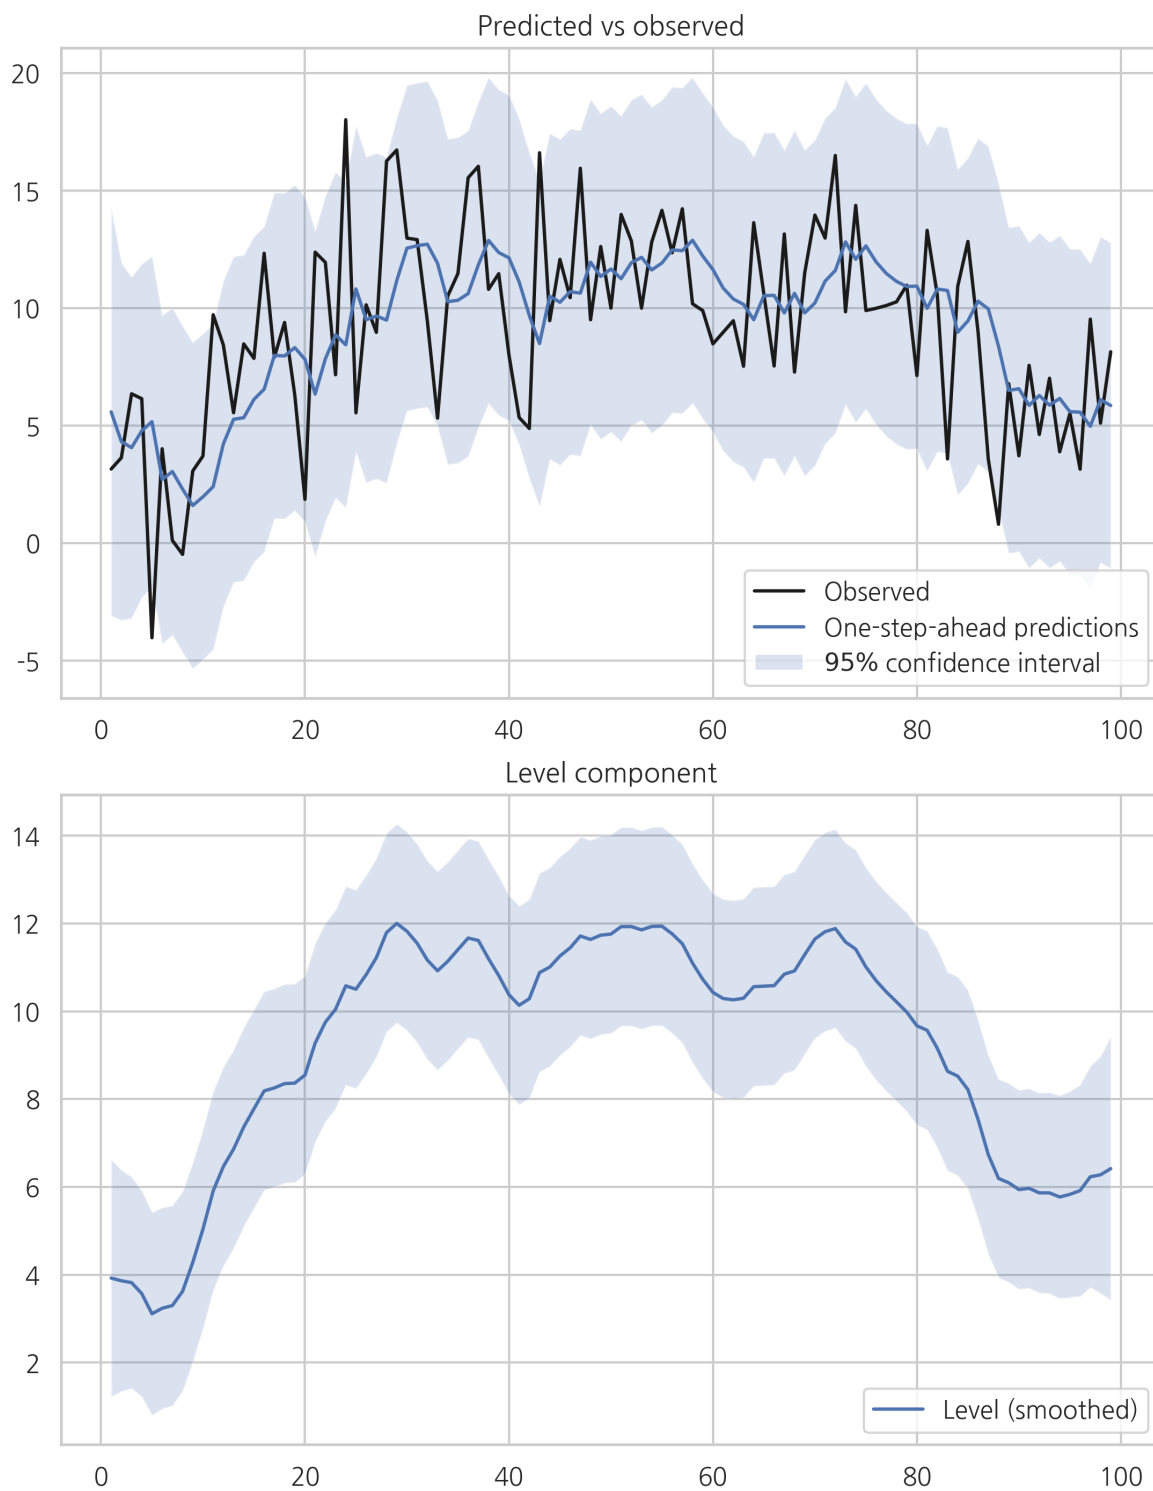 Predicted vs observed
20
15
10
5
0
-5
Observed
One-step-ahead predictions
95% confidence interval
0 20 40 60 80 100
Level component
14
12
10
8
6
4
2
Level (smoothed)
0 20 40 60 80 100